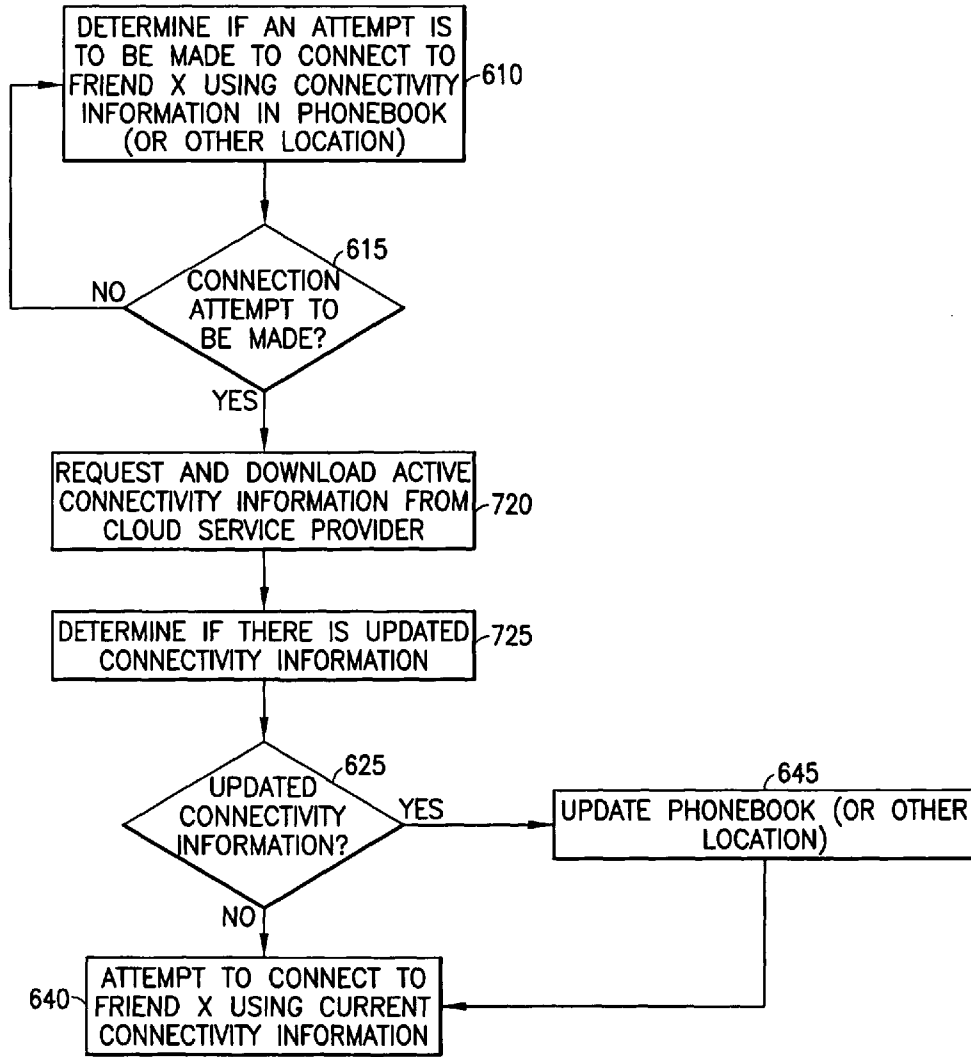 DETERMINE IF AN ATTEMPT IS
TO BE MADE TO CONNECT TO
FRIEND X USING CONNECTIVITY
INFORMATION IN PHONEBOOK
(OR OTHER LOCATION)
610
615
CONNECTION
ATTEMPT TO
BE MADE?
NO
YES
REQUEST AND DOWNLOAD ACTIVE
CONNECTIVITY INFORMATION FROM
CLOUD SERVICE PROVIDER
720
DETERMINE IF THERE IS UPDATED
CONNECTIVITY INFORMATION
725
625
UPDATED
CONNECTIVITY
INFORMATION?
YES
645
UPDATE PHONEBOOK (OR OTHER
LOCATION)
NO
640
ATTEMPT TO CONNECT TO
FRIEND X USING CURRENT
CONNECTIVITY INFORMATION